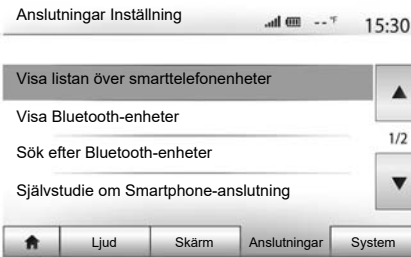 Anslutningar Inställning
-- °F 15:30
Visa listan över smarttelefonenheter
Visa Bluetooth-enheter
1/2
Sök efter Bluetooth-enheter
Självstudie om Smartphone-anslutning
Ljud Skärm Anslutningar System